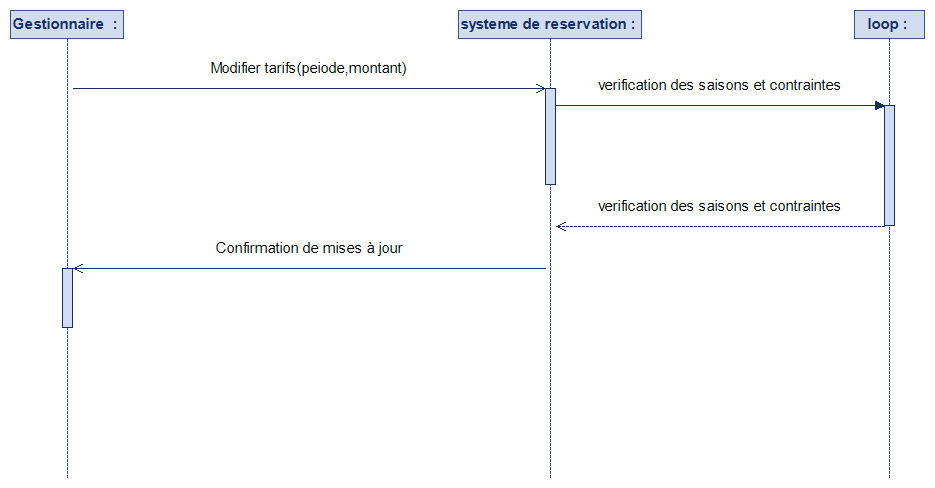 Gestionnaire :
systeme de reservation :
loop :
Modifier tarifs(peiode,montant)
verification des saisons et contraintes
verification des saisons et contraintes
Confirmation de mises à jour